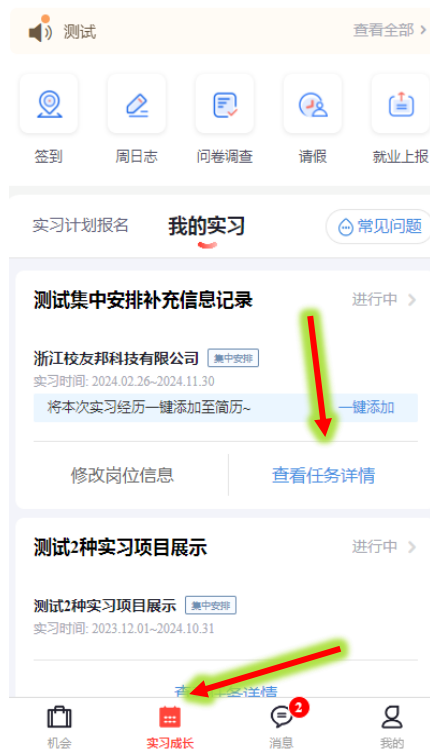 测试 查看全部 >
签到 周日志 问卷调查 请假 就业上报
实习计划报名 我的实习 常见问题
测试集中安排补充信息记录 进行中 >
浙江校友邦科技有限公司 集中安排
实习时间: 2024.02.26~2024.11.30
将本次实习经历一键添加至简历~ 一键添加
修改岗位信息 查看任务详情
测试2种实习项目展示 进行中 >
测试2种实习项目展示 集中安排
实习时间: 2023.12.01~2024.10.31
查看任务详情
2
机会 实习成长 消息 我的